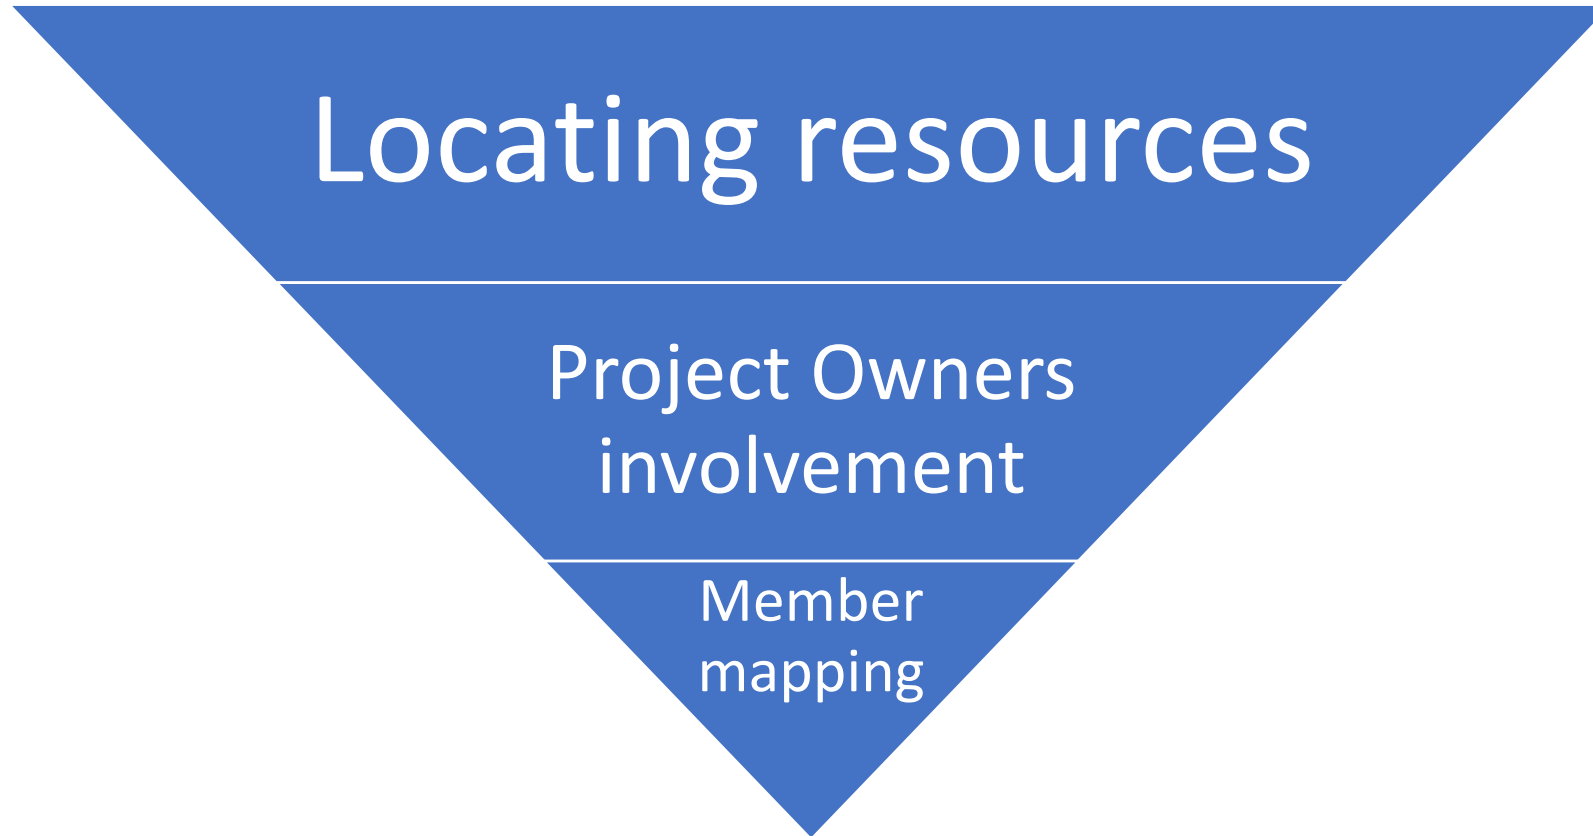 Locating resources
Project Owners
involvement
Member
mapping